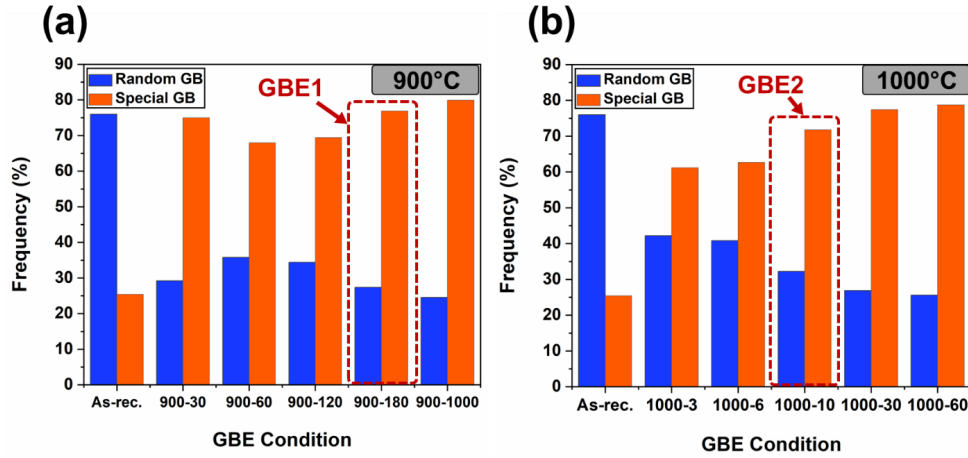 (a)
Random GB
Special GB
900°C
GBE1
90
80
70
60
50
40
30
20
10
0
Frequency (%)
As-rec. 900-30 900-60 900-120 900-180 900-1000
GBE Condition
(b)
Random GB
Special GB
1000°C
GBE2
90
80
70
60
50
40
30
20
10
0
Frequency (%)
As-rec. 1000-3 1000-6 1000-10 1000-30 1000-60
GBE Condition